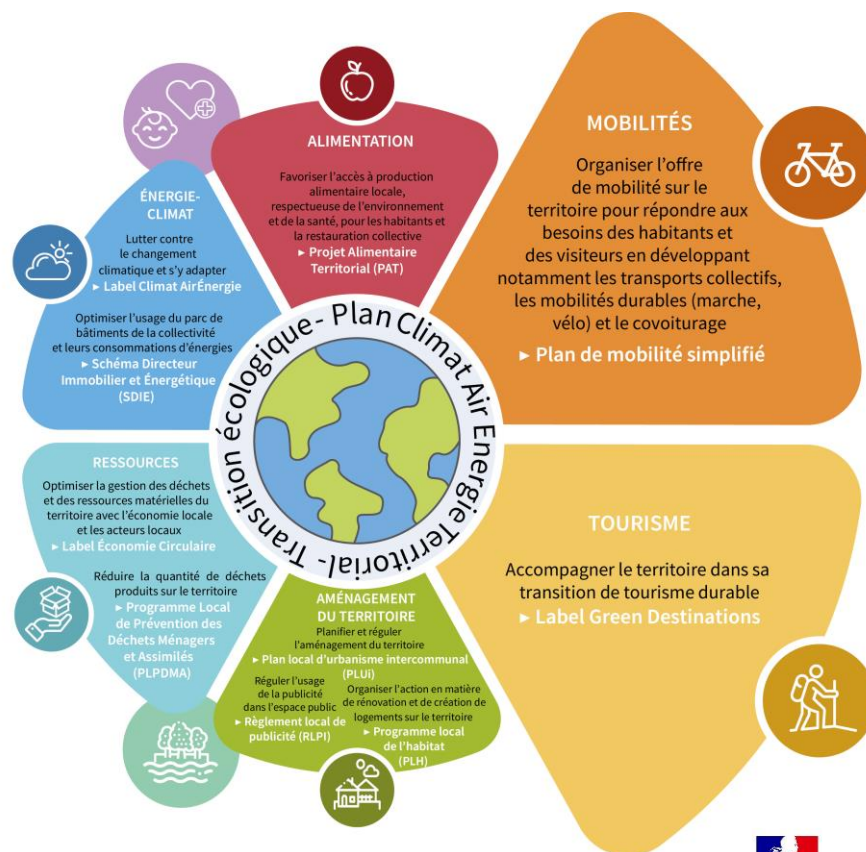 ALIMENTATION
Favoriser l'accès à production
alimentaire locale,
respectueuse de l'environnement
et de la santé, pour les habitants et
la restauration collective
▸ Projet Alimentaire
Territorial (PAT)
MOBILITÉS
Organiser l'offre
de mobilité sur le
territoire pour répondre aux
besoins des habitants et
des visiteurs en développant
notamment les transports collectifs,
les mobilités durables (marche,
vélo) et le covoiturage
▸ Plan de mobilité simplifié
ÉNERGIE-
CLIMAT
Lutter contre
le changement
climatique et s'y adapter
▸ Label Climat AirÉnergie
Optimiser l'usage du parc de
bâtiments de la collectivité
et leurs consommations d'énergies
▸ Schéma Directeur
Immobilier et Énergétique
(SDIE)
Transition écologique - Plan Climat Air Energie Territorial -
RESSOURCES
Optimiser la gestion des déchets
et des ressources matérielles du
territoire avec l'économie locale
et les acteurs locaux
▸ Label Économie Circulaire
Réduire la quantité de déchets
produits sur le territoire
▸ Programme Local
de Prévention des
Déchets Ménagers
et Assimilés
(PLPDMA)
AMÉNAGEMENT
DU TERRITOIRE
Planifier et réguler
l'aménagement du territoire
▸ Plan local d'urbanisme intercommunal
(PLUi)
Réguler l'usage
de la publicité
dans l'espace public
▸ Règlement local de
publicité (RLPI)
Organiser l'action en matière
de rénovation et de création de
logements sur le territoire
▸ Programme local
de l'habitat
(PLH)
TOURISME
Accompagner le territoire dans sa
transition de tourisme durable
▸ Label Green Destinations